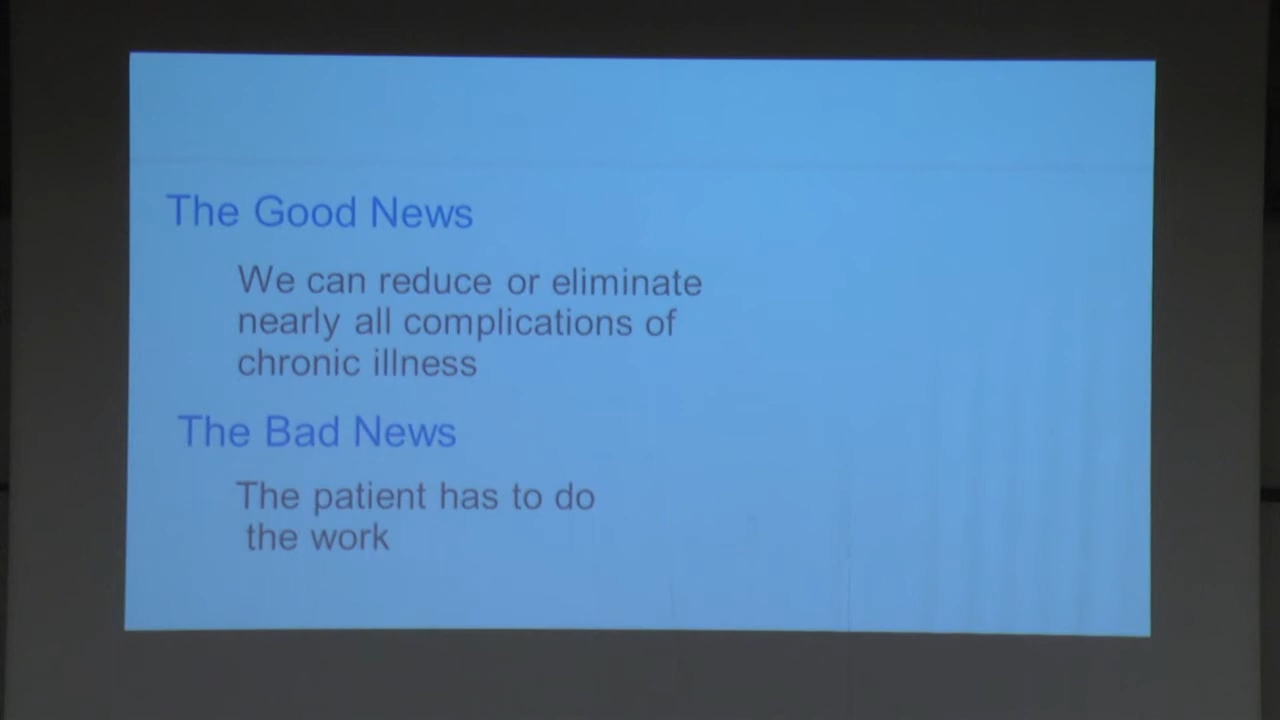 The Good News
We can reduce or eliminate
nearly all complications of
chronic illness
The Bad News
The patient has to do
the work